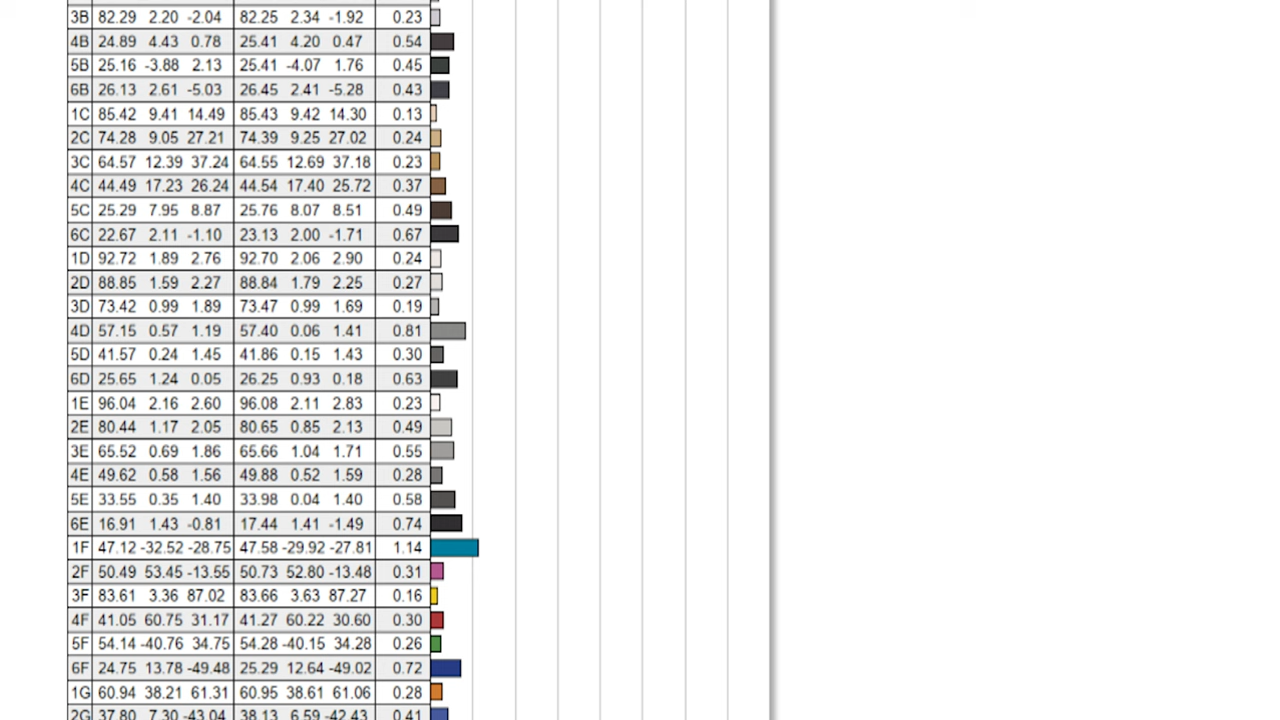 3B 82.29 2.20 -2.04 82.25 2.34 -1.92 0.23
4B 24.89 4.43 0.78 25.41 4.20 0.47 0.54
5B 25.16 -3.88 2.13 25.41 -4.07 1.76 0.45
6B 26.13 2.61 -5.03 26.45 2.41 -5.28 0.43
1C 85.42 9.41 14.49 85.43 9.42 14.30 0.13
2C 74.28 9.05 27.21 74.39 9.25 27.02 0.24
3C 64.57 12.39 37.24 64.55 12.69 37.18 0.23
4C 44.49 17.23 26.24 44.54 17.40 25.72 0.37
5C 25.29 7.95 8.87 25.76 8.07 8.51 0.49
6C 22.67 2.11 -1.10 23.13 2.00 -1.71 0.67
1D 92.72 1.89 2.76 92.70 2.06 2.90 0.24
2D 88.85 1.59 2.27 88.84 1.79 2.25 0.27
3D 73.42 0.99 1.89 73.47 0.99 1.69 0.19
4D 57.15 0.57 1.19 57.40 0.06 1.41 0.81
5D 41.57 0.24 1.45 41.86 0.15 1.43 0.30
6D 25.65 1.24 0.05 26.25 0.93 0.18 0.63
1E 96.04 2.16 2.60 96.08 2.11 2.83 0.23
2E 80.44 1.17 2.05 80.65 0.85 2.13 0.49
3E 65.52 0.69 1.86 65.66 1.04 1.71 0.55
4E 49.62 0.58 1.56 49.88 0.52 1.59 0.28
5E 33.55 0.35 1.40 33.98 0.04 1.40 0.58
6E 16.91 1.43 -0.81 17.44 1.41 -1.49 0.74
1F 47.12 -32.52 -28.75 47.58 -29.92 -27.81 1.14
2F 50.49 53.45 -13.55 50.73 52.80 -13.48 0.31
3F 83.61 3.36 87.02 83.66 3.63 87.27 0.16
4F 41.05 60.75 31.17 41.27 60.22 30.60 0.30
5F 54.14 -40.76 34.75 54.28 -40.15 34.28 0.26
6F 24.75 13.78 -49.48 25.29 12.64 -49.02 0.72
1G 60.94 38.21 61.31 60.95 38.61 61.06 0.28
2G 37.80 7.30 -43.04 38.13 6.59 -42.43 0.41